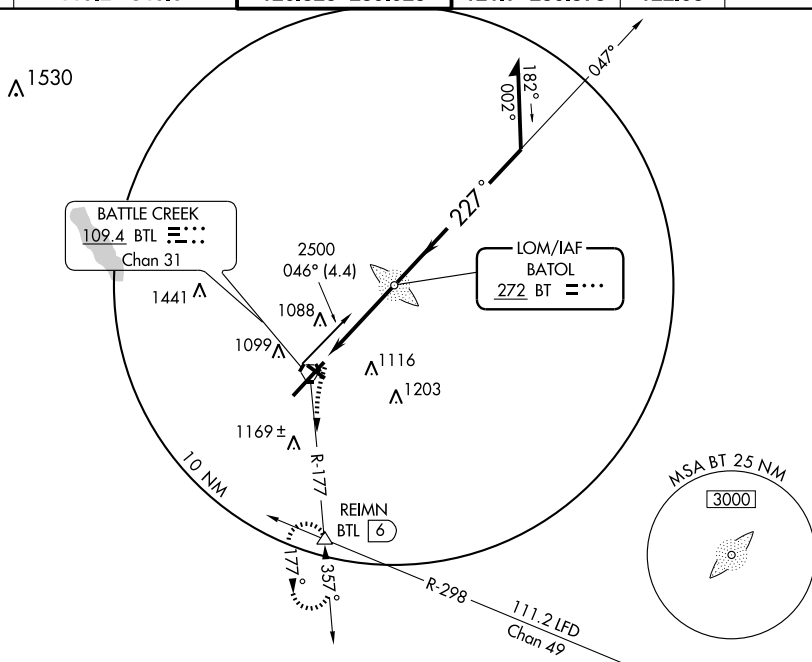 1530
047°
182°
002°
227°
BATTLE CREEK
109.4 BTL
Chan 31
2500
046° (4.4)
LOM/IAF
BATOL
272 BT
1441
1088
1099
1116
1203
1169 ±
R-177
10 NM
REIMN
BTL 6
177°
357°
R-298
111.2 LFD
Chan 49
MSA BT 25 NM
3000